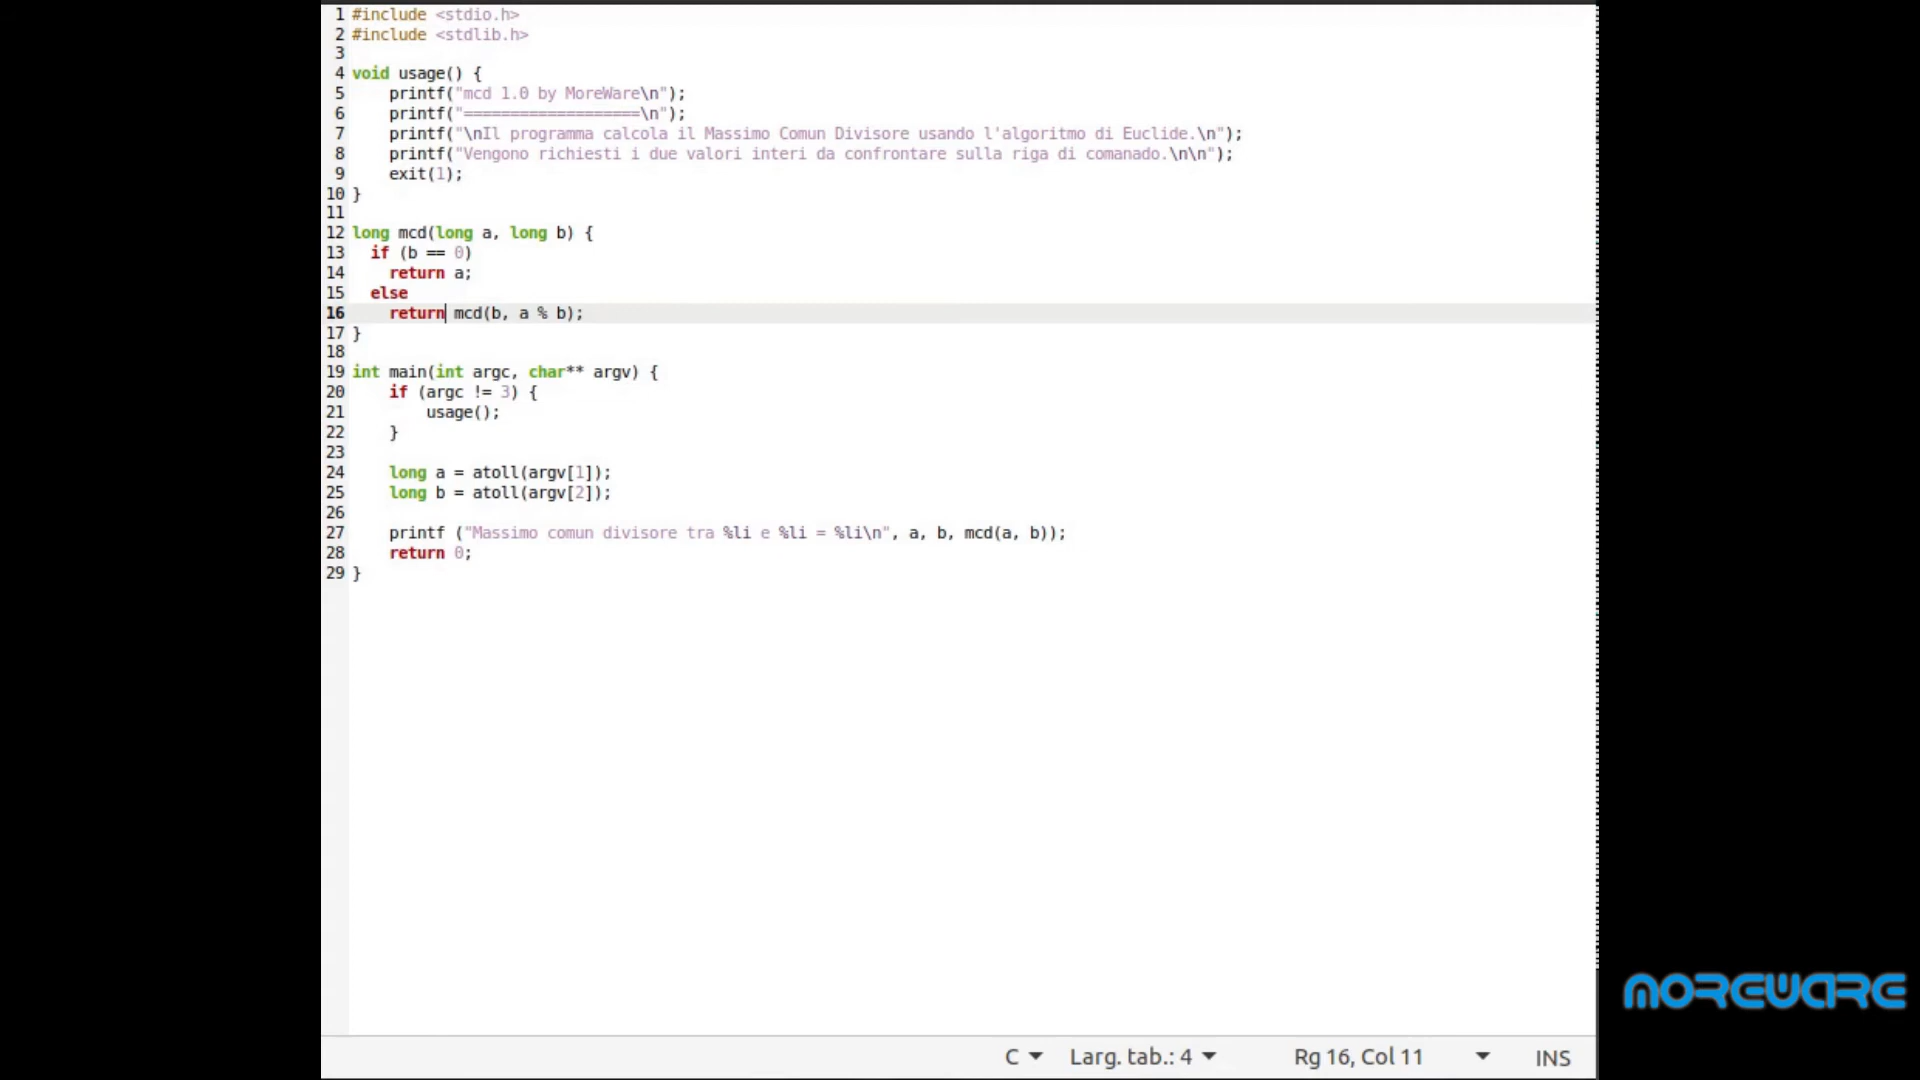 1 #include <stdio.h>
2 #include <stdlib.h>
3
4 void usage() {
5     printf("mcd 1.0 by MoreWare\n");
6     printf("===================\n");
7     printf("\nIl programma calcola il Massimo Comun Divisore usando l'algoritmo di Euclide.\n");
8     printf("Vengono richiesti i due valori interi da confrontare sulla riga di comanado.\n\n");
9     exit(1);
10 }
11
12 long mcd(long a, long b) {
13   if (b == 0)
14     return a;
15   else
16     return mcd(b, a % b);
17 }
18
19 int main(int argc, char** argv) {
20     if (argc != 3) {
21         usage();
22     }
23
24     long a = atoll(argv[1]);
25     long b = atoll(argv[2]);
26
27     printf ("Massimo comun divisore tra %li e %li = %li\n", a, b, mcd(a, b));
28     return 0;
29 }
MOREWARE
C Larg. tab.: 4 Rg 16, Col 11 INS